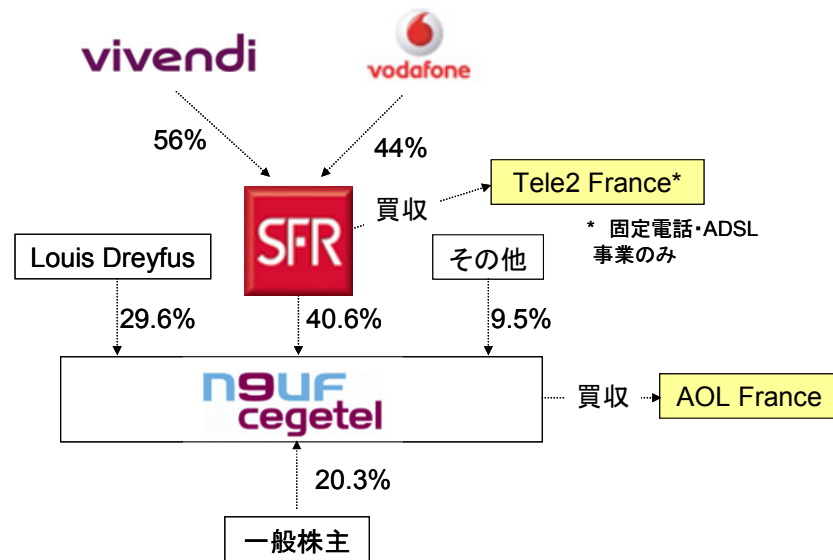 vivendi
vodafone
56%
44%
Tele2 France*
買収
* 固定電話・ADSL
事業のみ
SFR
Louis Dreyfus
その他
29.6%
40.6%
9.5%
n9uf
cegetel
買収
AOL France
20.3%
一般株主